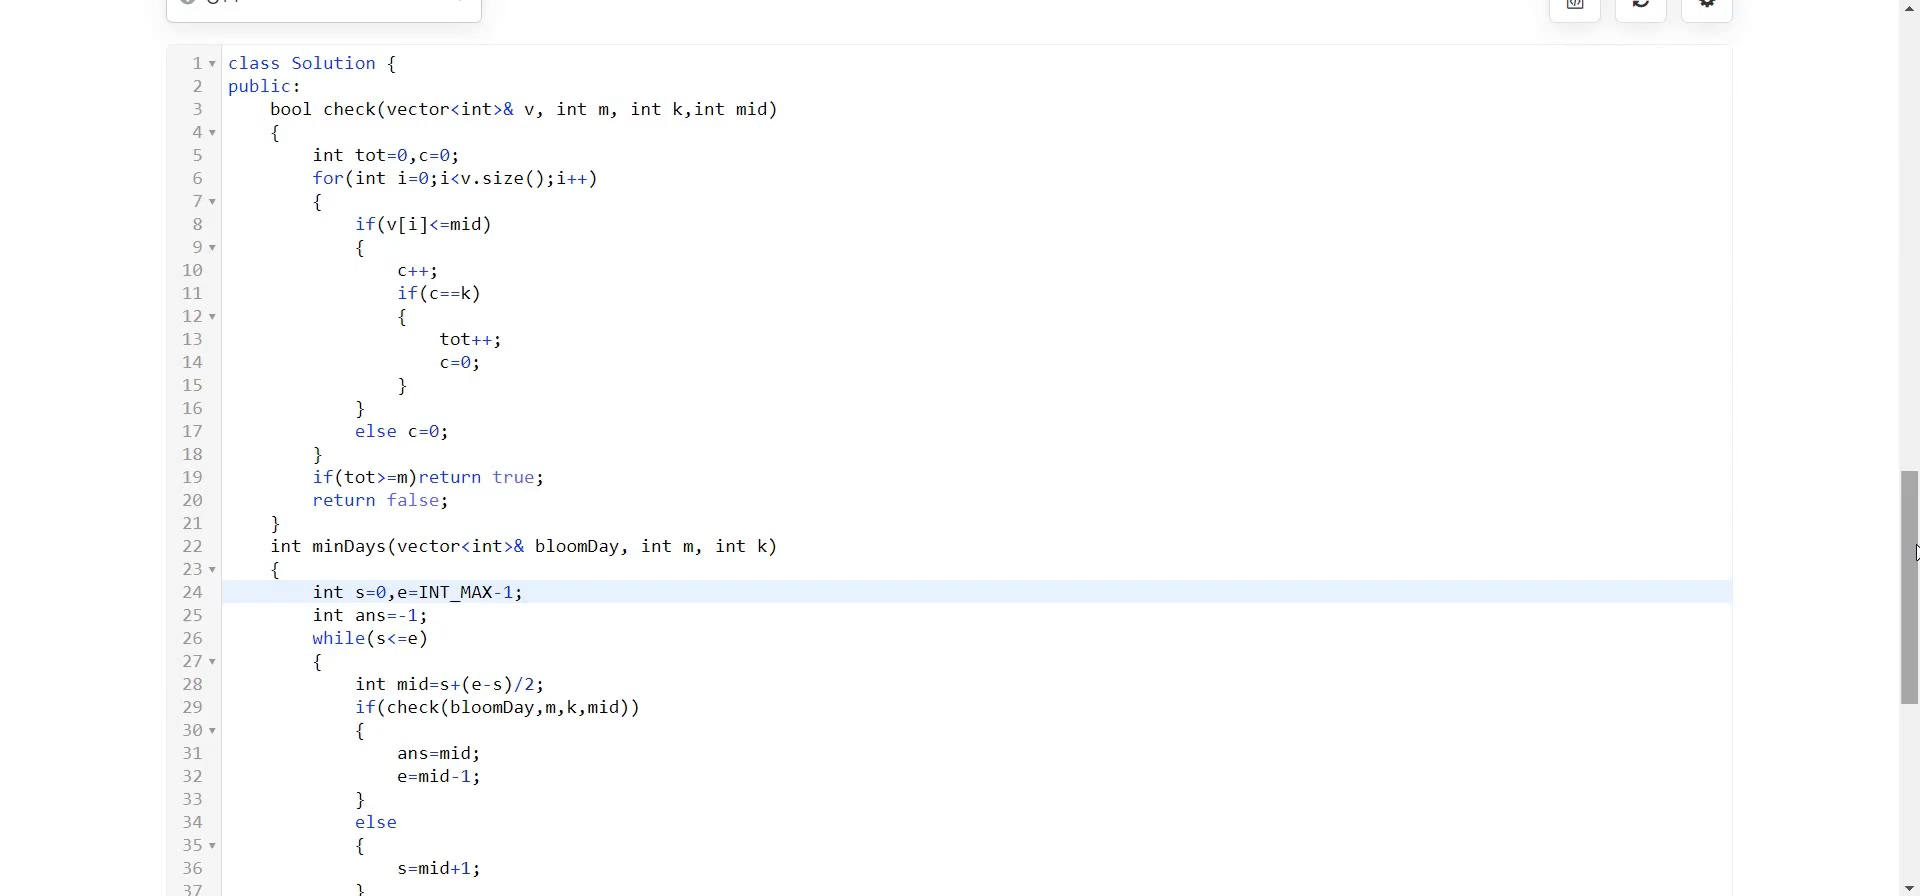 1 class Solution {
2 public:
3     bool check(vector<int>& v, int m, int k,int mid)
4     {
5         int tot=0,c=0;
6         for(int i=0;i<v.size();i++)
7         {
8             if(v[i]<=mid)
9             {
10                 c++;
11                 if(c==k)
12                 {
13                     tot++;
14                     c=0;
15                 }
16             }
17             else c=0;
18         }
19         if(tot>=m)return true;
20         return false;
21     }
22     int minDays(vector<int>& bloomDay, int m, int k)
23     {
24         int s=0,e=INT_MAX-1;
25         int ans=-1;
26         while(s<=e)
27         {
28             int mid=s+(e-s)/2;
29             if(check(bloomDay,m,k,mid))
30             {
31                 ans=mid;
32                 e=mid-1;
33             }
34             else
35             {
36                 s=mid+1;
37             }